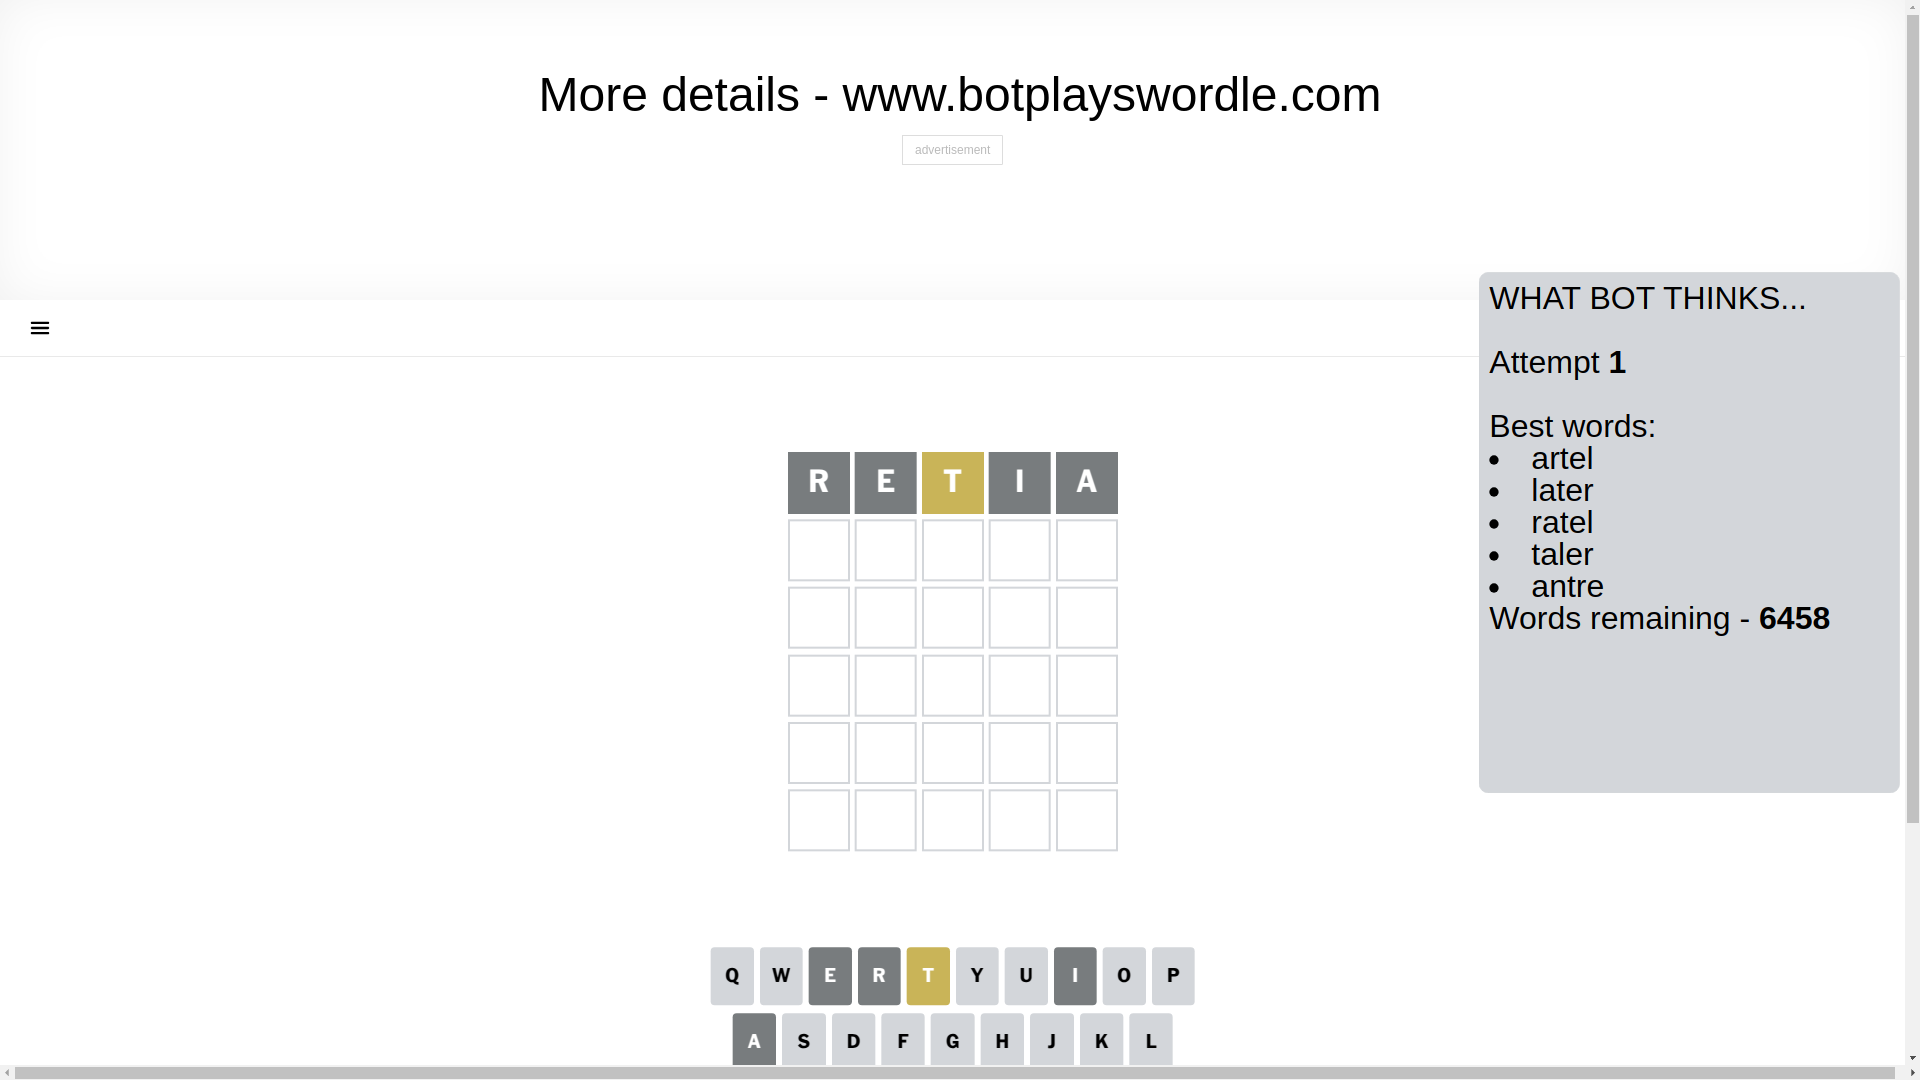 More details - www.botplayswordle.com
advertisement
WHAT BOT THINKS...
Attempt 1
Best words:
artel
later
ratel
taler
antre
Words remaining - 6458
R E T I A
Q W E R T Y U I O P
A S D F G H J K L